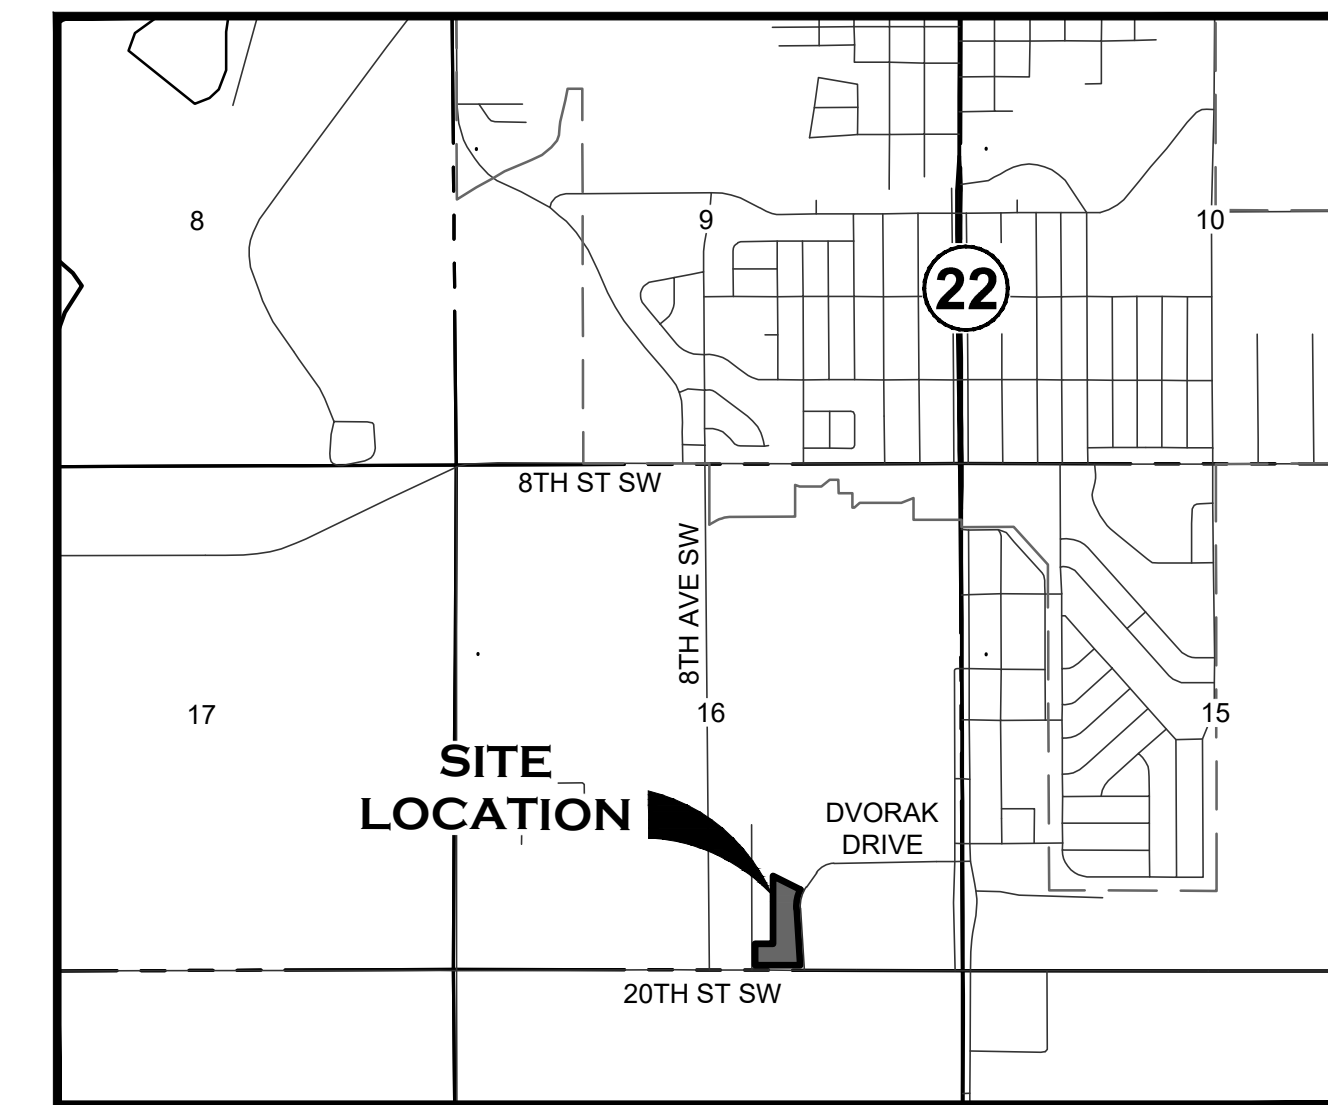 8
9
10
22
8TH ST SW
8TH AVE SW
17
16
15
SITE
LOCATION
DVORAK
DRIVE
20TH ST SW